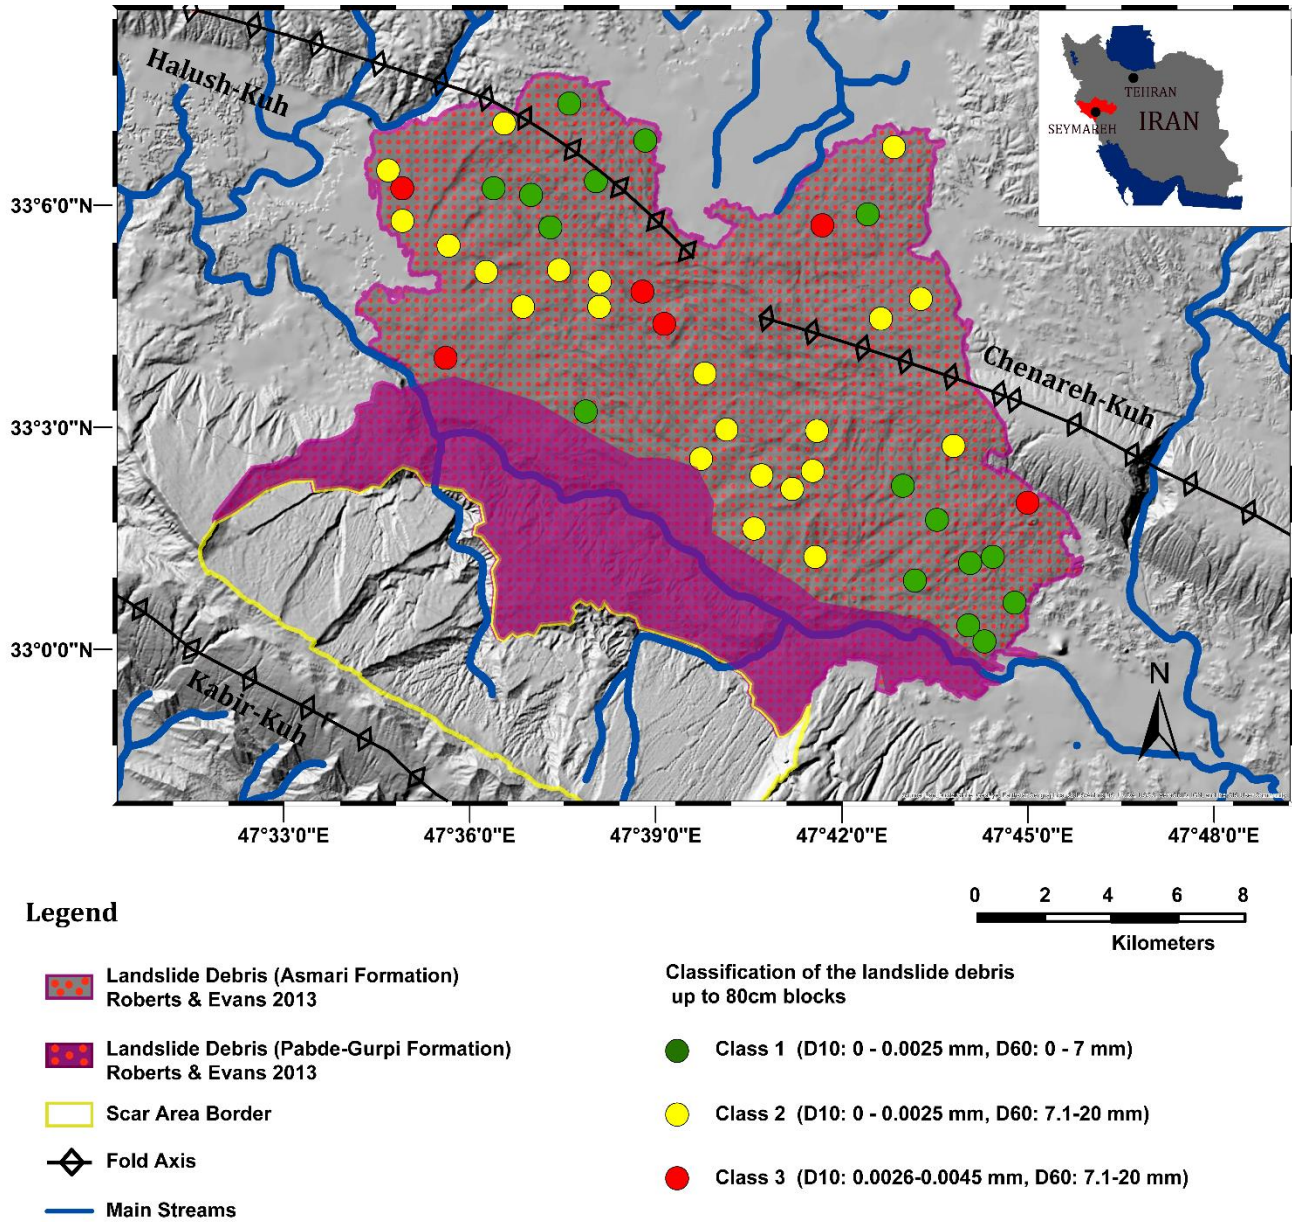 Halush-Kuh
TEHRAN
SEYMAREH
IRAN
33°6'0"N
Chenareh-Kuh
33°3'0"N
33°0'0"N
Kabir-Kuh
N
47°33'0"E
47°36'0"E
47°39'0"E
47°42'0"E
47°45'0"E
47°48'0"E
0 2 4 6 8
Kilometers
Legend
Landslide Debris (Asmari Formation)
Roberts & Evans 2013
Landslide Debris (Pabde-Gurpi Formation)
Roberts & Evans 2013
Scar Area Border
Fold Axis
Main Streams
Classification of the landslide debris
up to 80cm blocks
Class 1 (D10: 0 - 0.0025 mm, D60: 0 - 7 mm)
Class 2 (D10: 0 - 0.0025 mm, D60: 7.1-20 mm)
Class 3 (D10: 0.0026-0.0045 mm, D60: 7.1-20 mm)